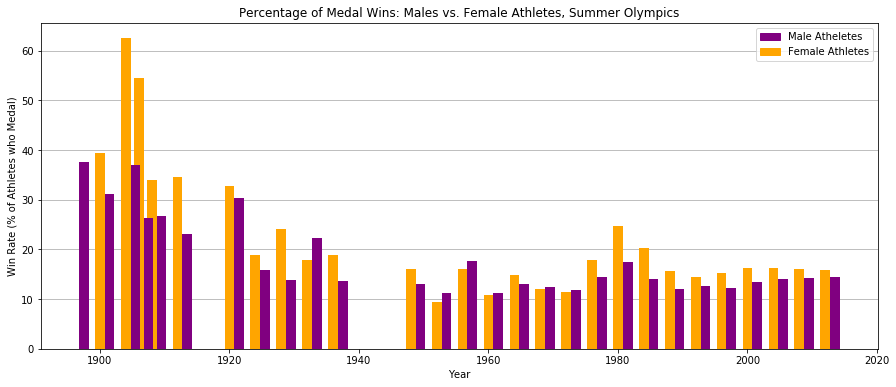 Percentage of Medal Wins: Males vs. Female Athletes, Summer Olympics
Male Atheletes
Female Athletes
Win Rate (% of Athletes who Medal)
60
50
40
30
20
10
0
1900
1920
1940
1960
1980
2000
2020
Year